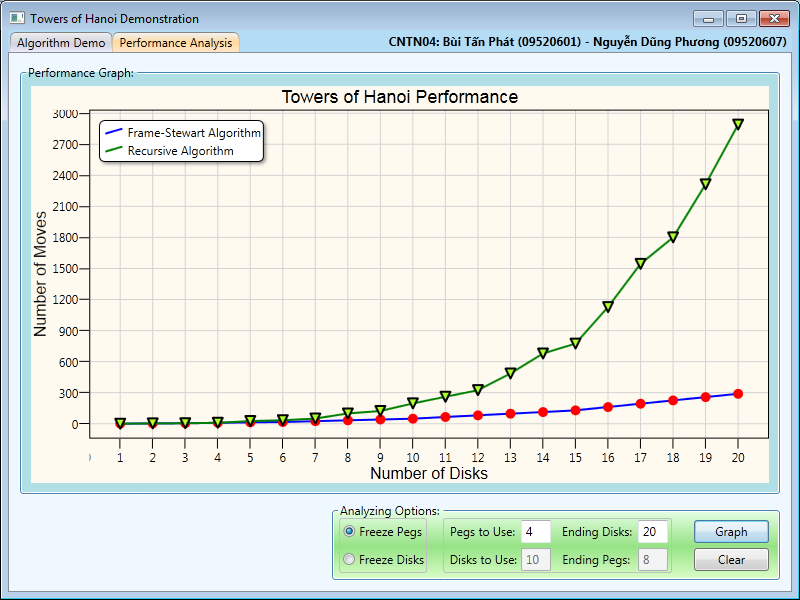 Towers of Hanoi Demonstration
Algorithm Demo Performance Analysis CNTN04: Bùi Tấn Phát (09520601) - Nguyễn Dũng Phương (09520607)
Performance Graph:
Towers of Hanoi Performance
Frame-Stewart Algorithm
Recursive Algorithm
Number of Moves
3000
2700
2400
2100
1800
1500
1200
900
600
300
0
1 2 3 4 5 6 7 8 9 10 11 12 13 14 15 16 17 18 19 20
Number of Disks
Analyzing Options:
Freeze Pegs Pegs to Use: 4 Ending Disks: 20 Graph
Freeze Disks Disks to Use: 10 Ending Pegs: 8 Clear